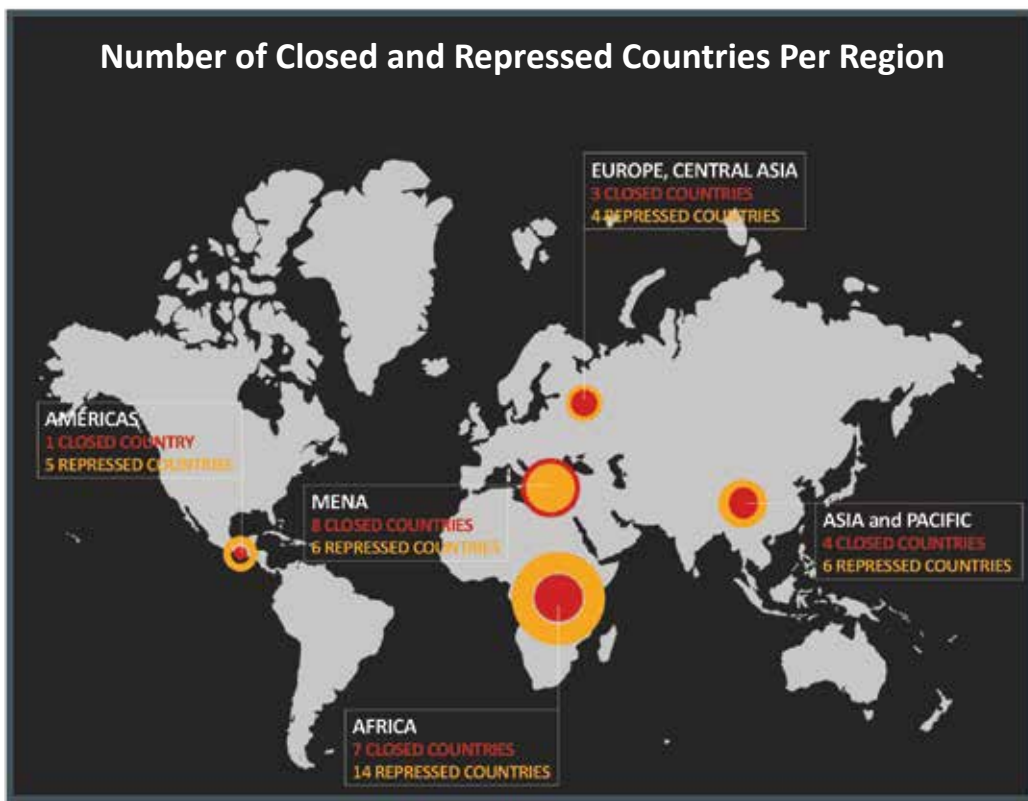 Number of Closed and Repressed Countries Per Region
EUROPE, CENTRAL ASIA
3 CLOSED COUNTRIES
4 REPRESSED COUNTRIES
AMÉRICAS
1 CLOSED COUNTRY
5 REPRESSED COUNTRIES
MENA
8 CLOSED COUNTRIES
6 REPRESSED COUNTRIES
ASIA and PACIFIC
4 CLOSED COUNTRIES
6 REPRESSED COUNTRIES
AFRICA
7 CLOSED COUNTRIES
14 REPRESSED COUNTRIES